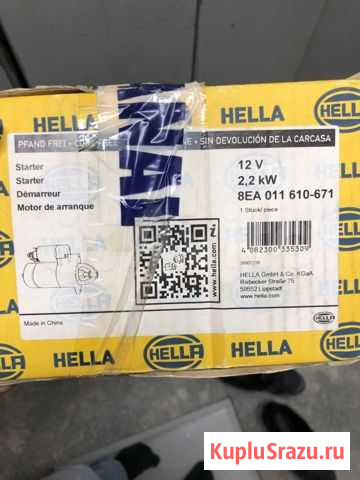 HELLA
HELLA
HELLA
PFAND FREI
SIN DEVOLUCIÓN DE LA CARCASA
Starter
Starter
Démarreur
Motor de arranque
12 V
2,2 kW
8EA 011 610-671
1 Stück/ piece
4 082300 335309
www.hella.com
HELLA GmbH & Co. KGaA
Rixbecker Straße 75
59552 Lippstadt
www.hella.com
Made in China
HELLA
HELLA
HELLA
HELLA
KupluSrazu.ru